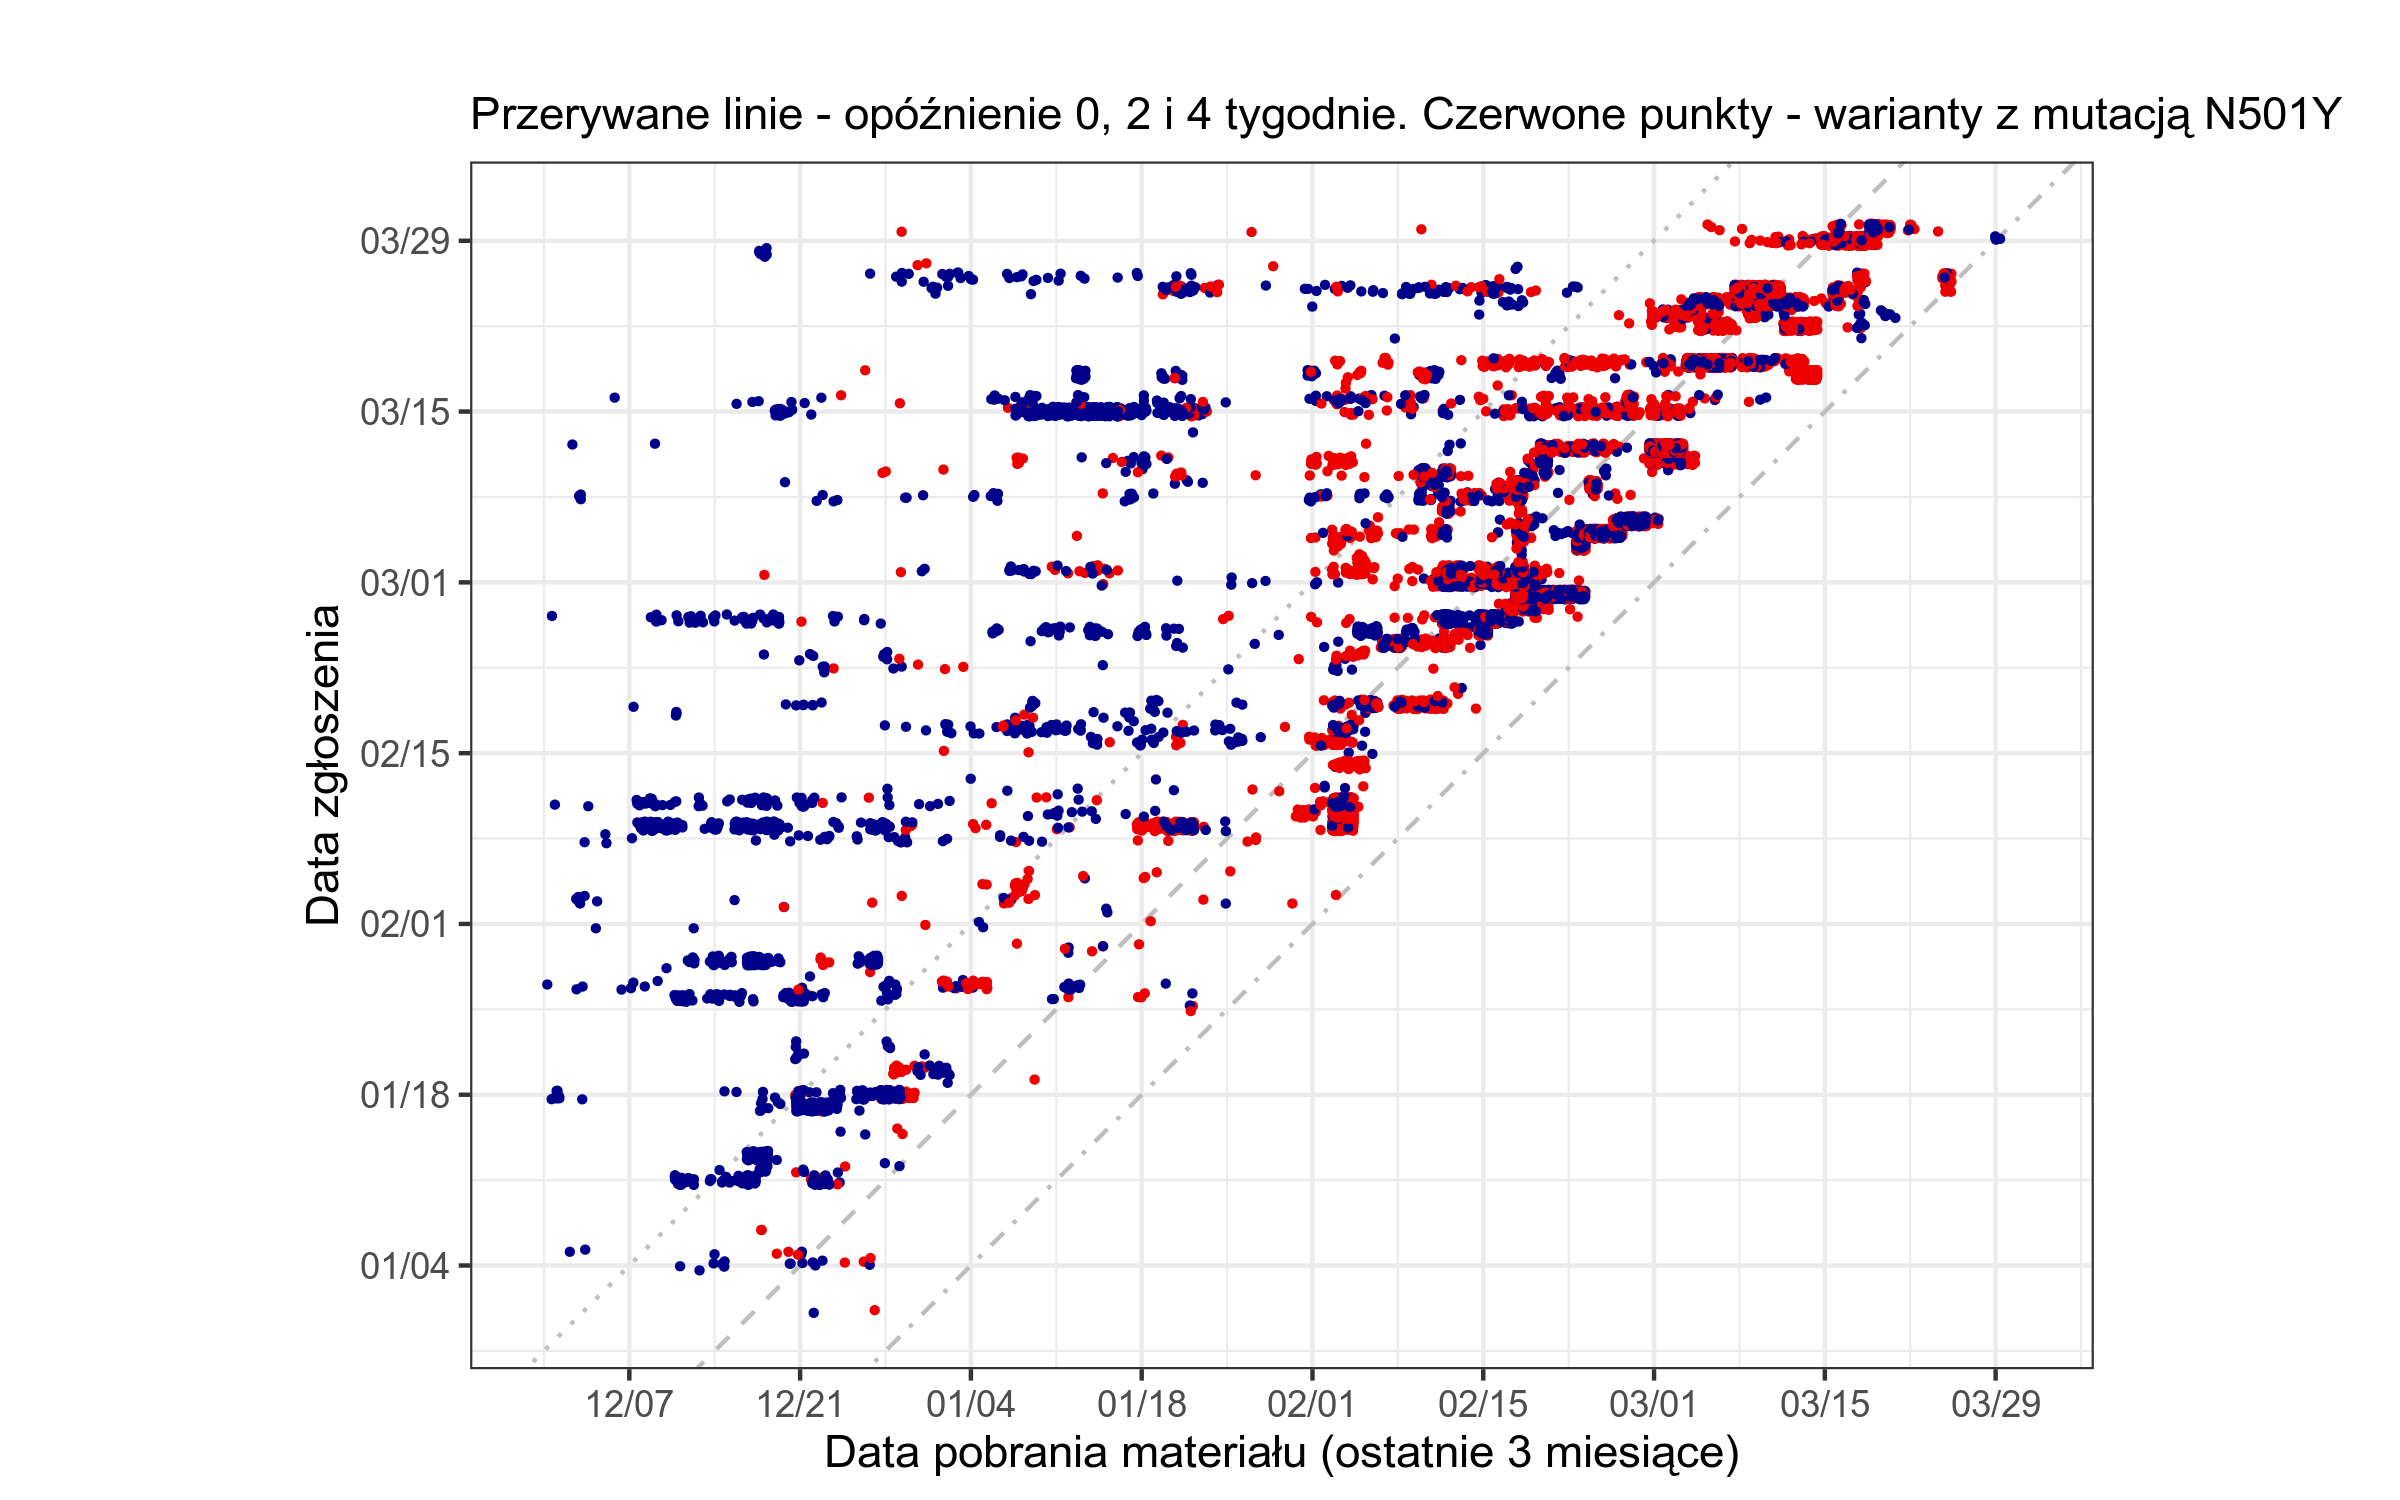 Przerywane linie - opóźnienie 0, 2 i 4 tygodnie. Czerwone punkty - warianty z mutacją N501Y
Data zgłoszenia
03/29
03/15
03/01
02/15
02/01
01/18
01/04
12/07 12/21 01/04 01/18 02/01 02/15 03/01 03/15 03/29
Data pobrania materiału (ostatnie 3 miesiące)